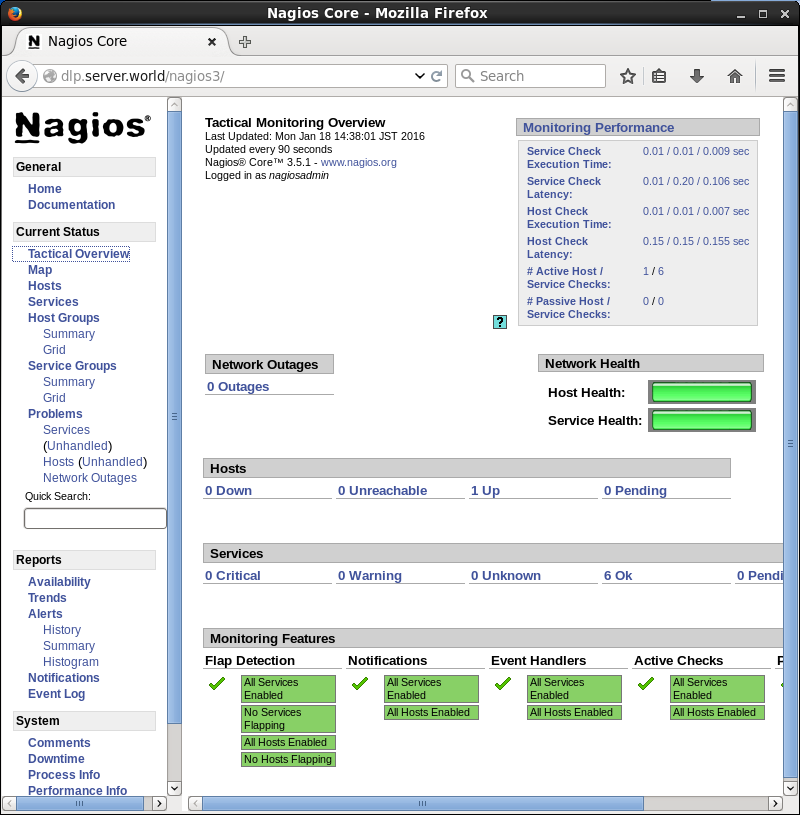 Nagios Core - Mozilla Firefox
Nagios Core
dlp.server.world/nagios3/
Search
Nagios®
General
Home
Documentation
Current Status
Tactical Overview
Map
Hosts
Services
Host Groups
Summary
Grid
Service Groups
Summary
Grid
Problems
Services
(Unhandled)
Hosts (Unhandled)
Network Outages
Quick Search:
Reports
Availability
Trends
Alerts
History
Summary
Histogram
Notifications
Event Log
System
Comments
Downtime
Process Info
Performance Info
Tactical Monitoring Overview
Last Updated: Mon Jan 18 14:38:01 JST 2016
Updated every 90 seconds
Nagios® Core™ 3.5.1 - www.nagios.org
Logged in as nagiosadmin
Monitoring Performance
Service Check Execution Time: 0.01 / 0.01 / 0.009 sec
Service Check Latency: 0.01 / 0.20 / 0.106 sec
Host Check Execution Time: 0.01 / 0.01 / 0.007 sec
Host Check Latency: 0.15 / 0.15 / 0.155 sec
# Active Host / Service Checks: 1 / 6
# Passive Host / Service Checks: 0 / 0
?
Network Outages
0 Outages
Network Health
Host Health:
Service Health:
Hosts
0 Down 0 Unreachable 1 Up 0 Pending
Services
0 Critical 0 Warning 0 Unknown 6 Ok 0 Pendi
Monitoring Features
Flap Detection Notifications Event Handlers Active Checks P
All Services Enabled
No Services Flapping
All Hosts Enabled
No Hosts Flapping
All Services Enabled
All Hosts Enabled
All Services Enabled
All Hosts Enabled
All Services Enabled
All Hosts Enabled